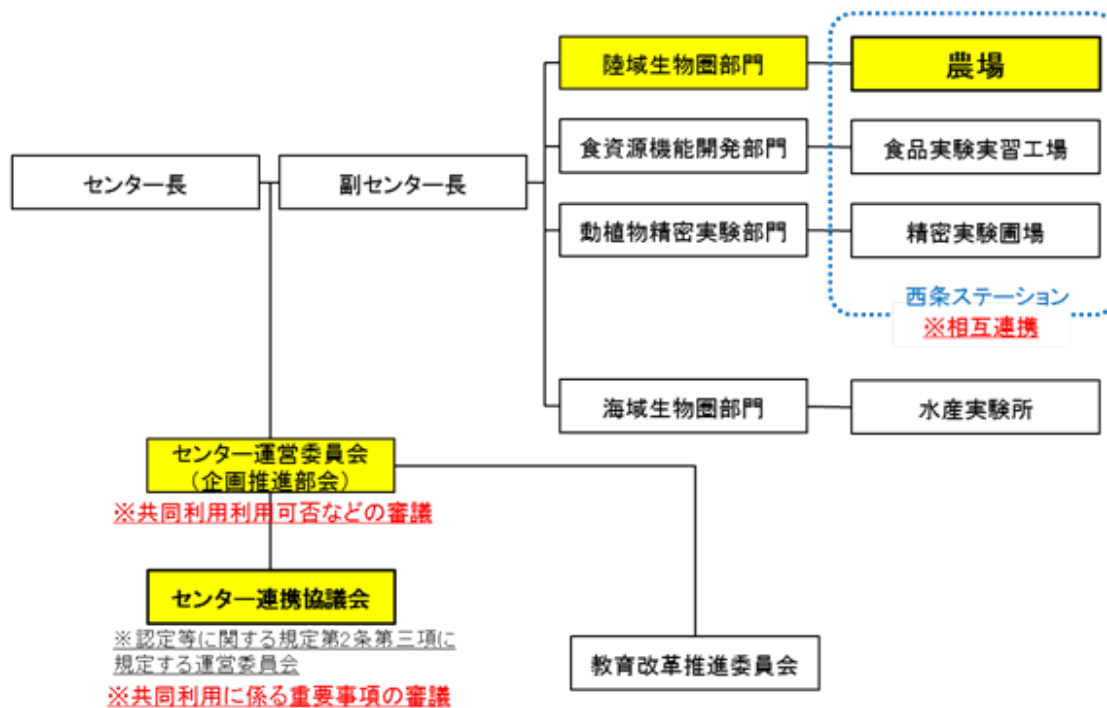 陸域生物圏部門
農場
食資源機能開発部門
食品実験実習工場
センター長
副センター長
動植物精密実験部門
精密実験圃場
西条ステーション
※相互連携
海域生物圏部門
水産実験所
センター運営委員会
（企画推進部会）
※共同利用利用可否などの審議
センター連携協議会
※認定等に関する規定第2条第三項に
規定する運営委員会
※共同利用に係る重要事項の審議
教育改革推進委員会